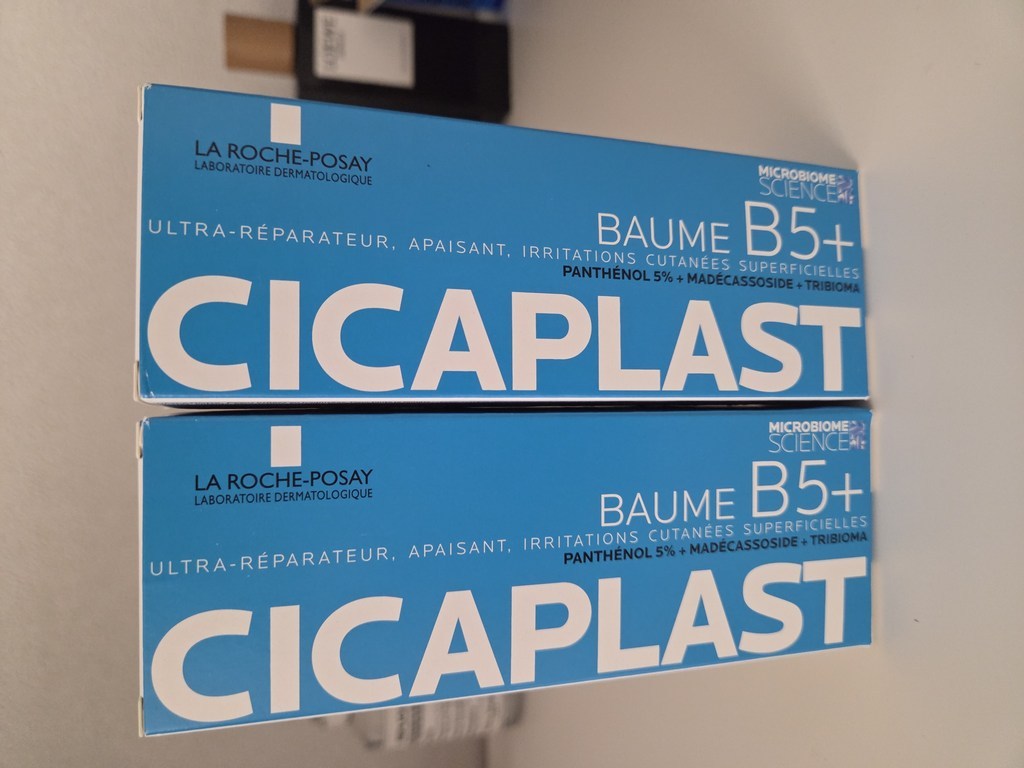 LA ROCHE-POSAY
LABORATOIRE DERMATOLOGIQUE
MICROBIOME
SCIENCE
BAUME B5+
ULTRA-RÉPARATEUR, APAISANT, IRRITATIONS CUTANÉES SUPERFICIELLES
PANTHÉNOL 5% + MADÉCASSOSIDE + TRIBIOMA
CICAPLAST
LA ROCHE-POSAY
LABORATOIRE DERMATOLOGIQUE
MICROBIOME
SCIENCE
BAUME B5+
ULTRA-RÉPARATEUR, APAISANT, IRRITATIONS CUTANÉES SUPERFICIELLES
PANTHÉNOL 5% + MADÉCASSOSIDE + TRIBIOMA
CICAPLAST